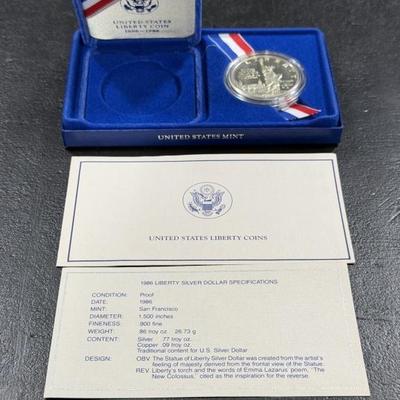 UNITED STATES
LIBERTY COIN
1886-1986
UNITED STATES MINT
UNITED STATES LIBERTY COINS
1986 LIBERTY SILVER DOLLAR SPECIFICATIONS
CONDITION: Proof
DATE: 1986
MINT: San Francisco
DIAMETER: 1.500 inches
FINENESS: .900 fine
WEIGHT: .86 troy oz. 26.73 g
CONTENT: Silver .77 troy oz.
Copper .09 troy oz.
Traditional content for U.S. Silver Dollar
DESIGN: OBV. The Statue of Liberty Silver Dollar was created from the artist's
feeling of majesty derived from the frontal view of the Statue.
REV. Liberty's torch and the words of Emma Lazarus' poem, "The
New Colossus," cited as the inspiration for the reverse.